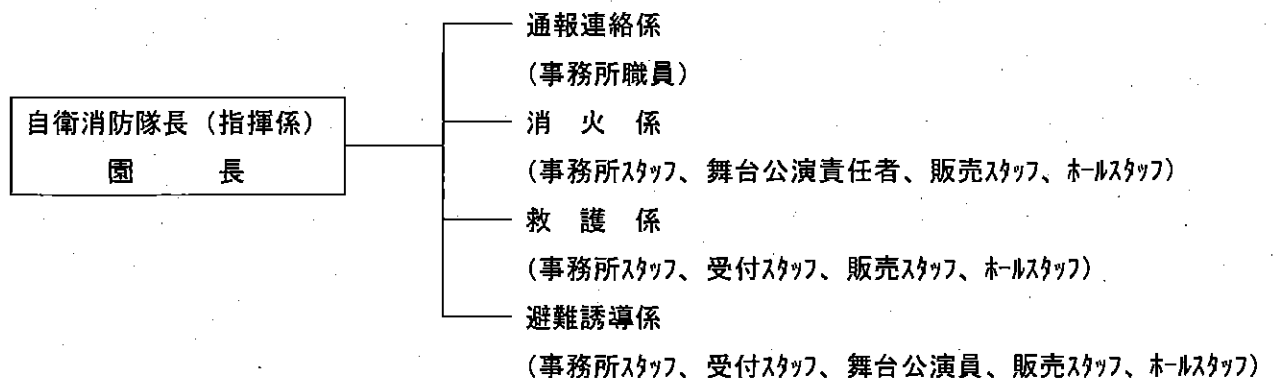 通報連絡係
（事務所職員）
自衛消防隊長（指揮係）
園　　　長
消　火　係
（事務所ｽﾀｯﾌ、舞台公演責任者、販売ｽﾀｯﾌ、ﾎｰﾙｽﾀｯﾌ）
救　護　係
（事務所ｽﾀｯﾌ、受付ｽﾀｯﾌ、販売ｽﾀｯﾌ、ﾎｰﾙｽﾀｯﾌ）
避難誘導係
（事務所ｽﾀｯﾌ、受付ｽﾀｯﾌ、舞台公演員、販売ｽﾀｯﾌ、ﾎｰﾙｽﾀｯﾌ）